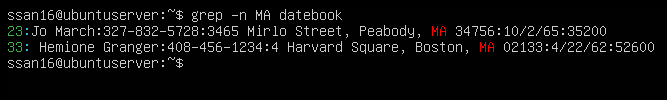 ssan16@ubuntuserver:~$ grep -n MA datebook
23:Jo March:327-832-5728:3465 Mirlo Street, Peabody, MA 34756:10/2/65:35200
33: Hemione Granger:408-456-1234:4 Harvard Square, Boston, MA 02133:4/22/62:52600
ssan16@ubuntuserver:~$